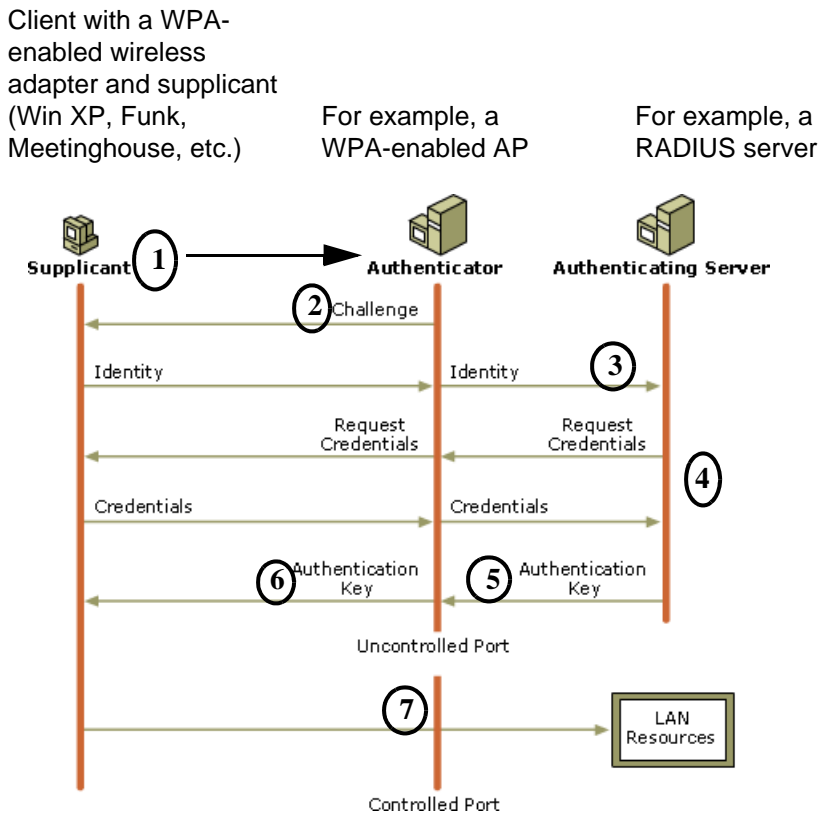 Client with a WPA-
enabled wireless
adapter and supplicant
(Win XP, Funk,
Meetinghouse, etc.)
For example, a
WPA-enabled AP
For example, a
RADIUS server
Supplicant
1
Authenticator
Authenticating Server
2
Challenge
Identity
Identity
3
Request
Credentials
Request
Credentials
4
Credentials
Credentials
6
Authentication
Key
5
Authentication
Key
Uncontrolled Port
7
LAN
Resources
Controlled Port